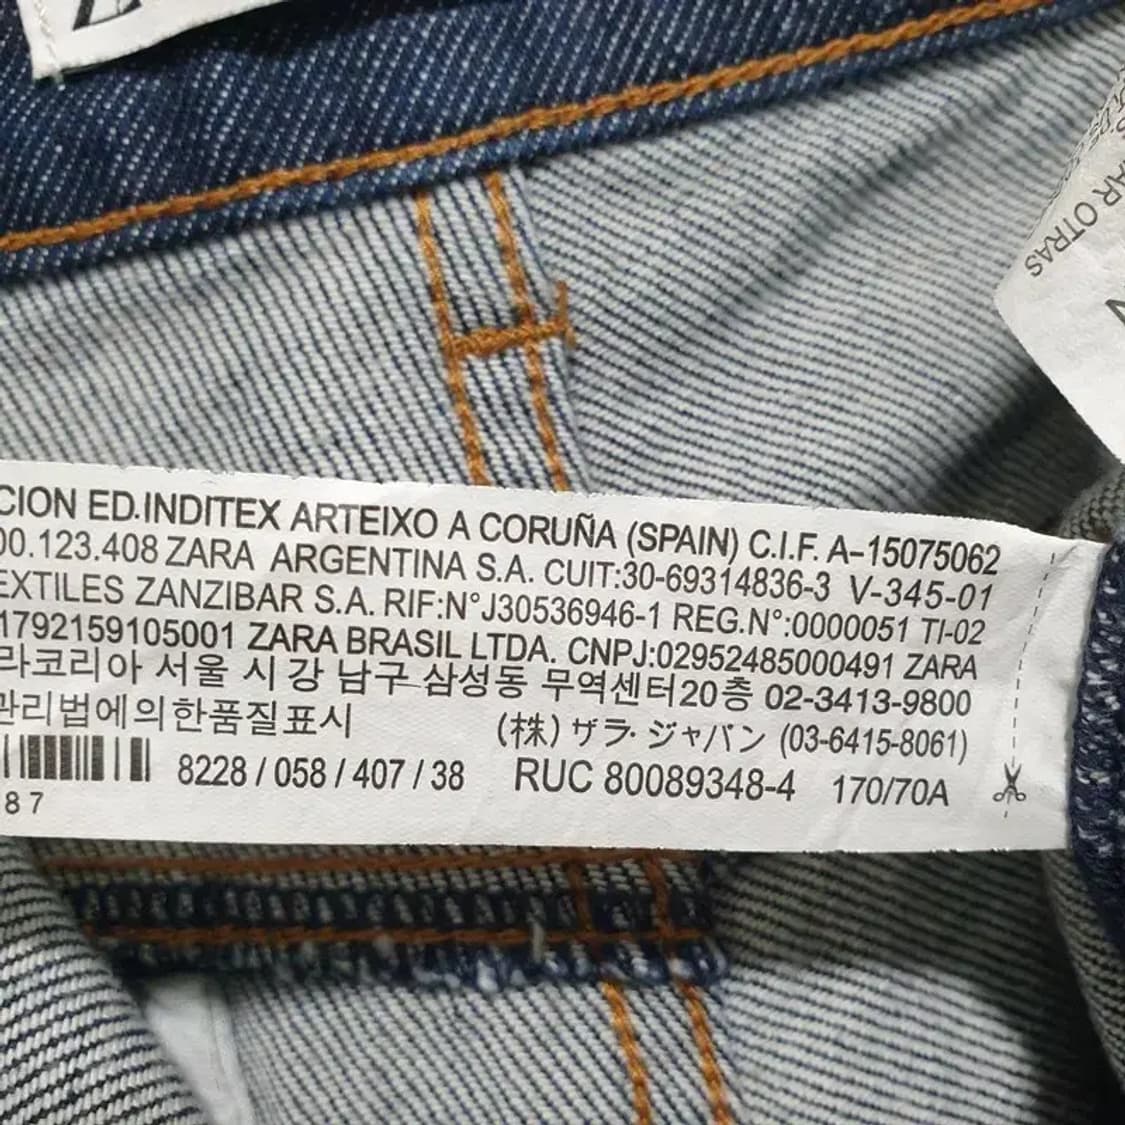 CION ED.INDITEX ARTEIXO A CORUÑA (SPAIN) C.I.F. A-15075062
00.123.408 ZARA ARGENTINA S.A. CUIT:30-69314836-3 V-345-01
EXTILES ZANZIBAR S.A. RIF:N°J30536946-1 REG.N°:0000051 TI-02
1792159105001 ZARA BRASIL LTDA. CNPJ:02952485000491 ZARA
라코리아 서울 시 강 남구 삼성동 무역센터20층 02-3413-9800
관리법에의한품질표시 (株) ザラ·ジャパン (03-6415-8061)
8228 / 058 / 407 / 38 RUC 80089348-4 170/70A
87
AR OTRAS